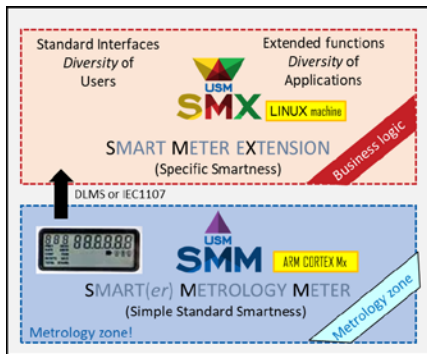 Standard Interfaces
Diversity of
Users
Extended functions
Diversity of
Applications
USM
SMX
LINUX machine
SMART METER EXTENSION
(Specific Smartness)
Business logic
DLMS or IEC1107
USM
SMM
ARM CORTEX Mx
SMART(er) METROLOGY METER
(Simple Standard Smartness)
Metrology zone
Metrology zone!